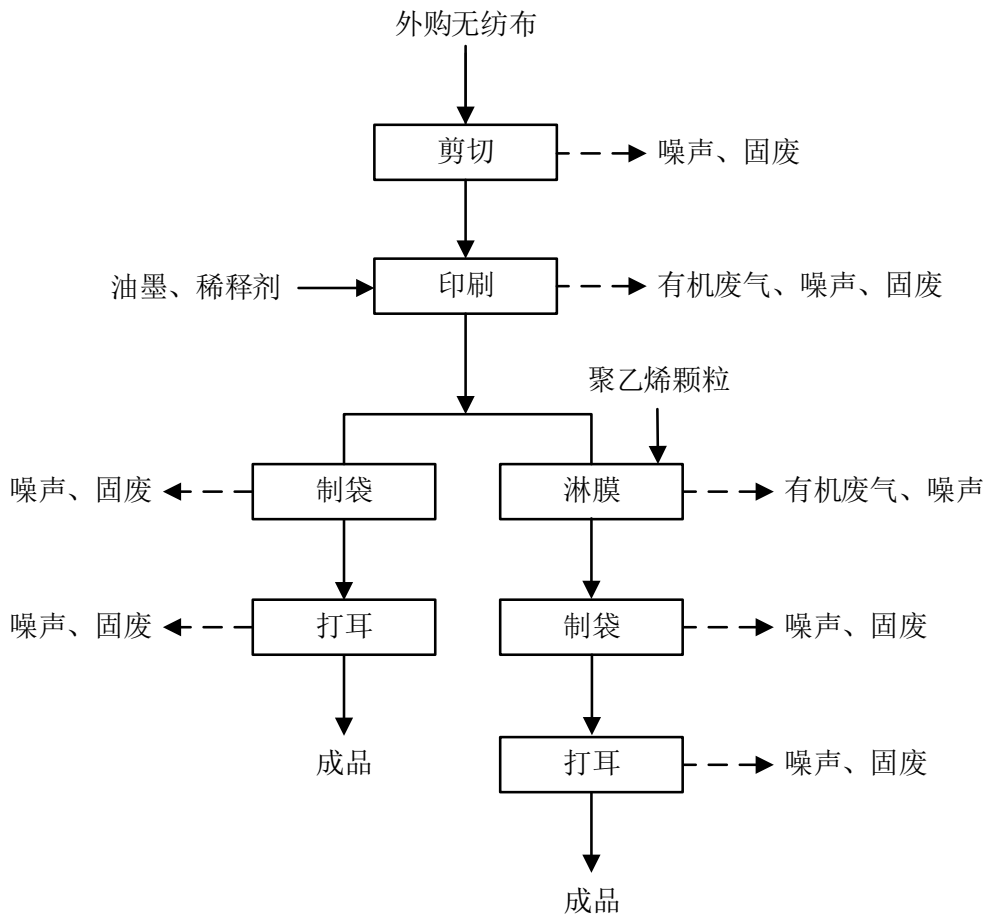 外购无纺布
剪切
噪声、固废
油墨、稀释剂
印刷
有机废气、噪声、固废
聚乙烯颗粒
噪声、固废
制袋
淋膜
有机废气、噪声
噪声、固废
打耳
制袋
噪声、固废
成品
打耳
噪声、固废
成品